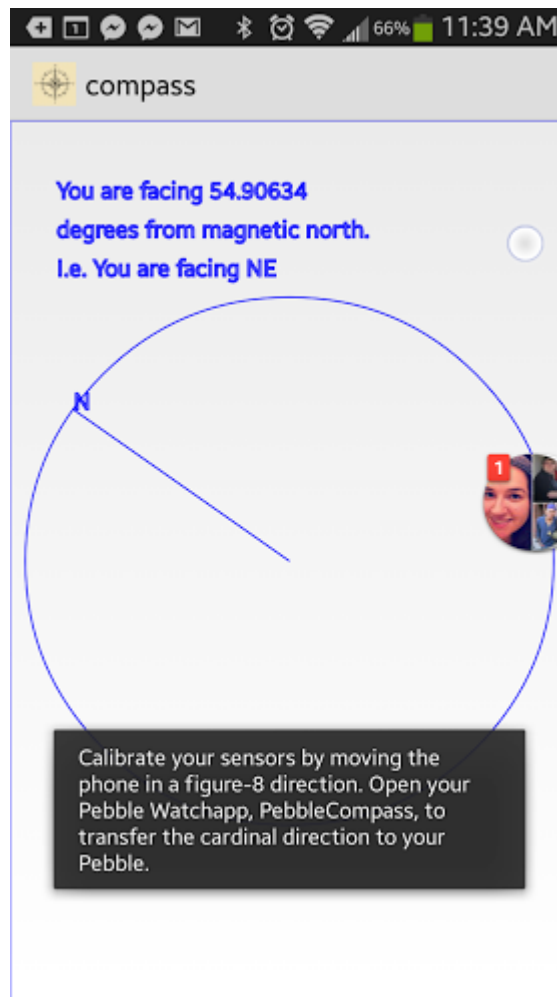 1
66% 11:39 AM
compass
You are facing 54.90634
degrees from magnetic north.
I.e. You are facing NE
N
1
Calibrate your sensors by moving the
phone in a figure-8 direction. Open your
Pebble Watchapp, PebbleCompass, to
transfer the cardinal direction to your
Pebble.